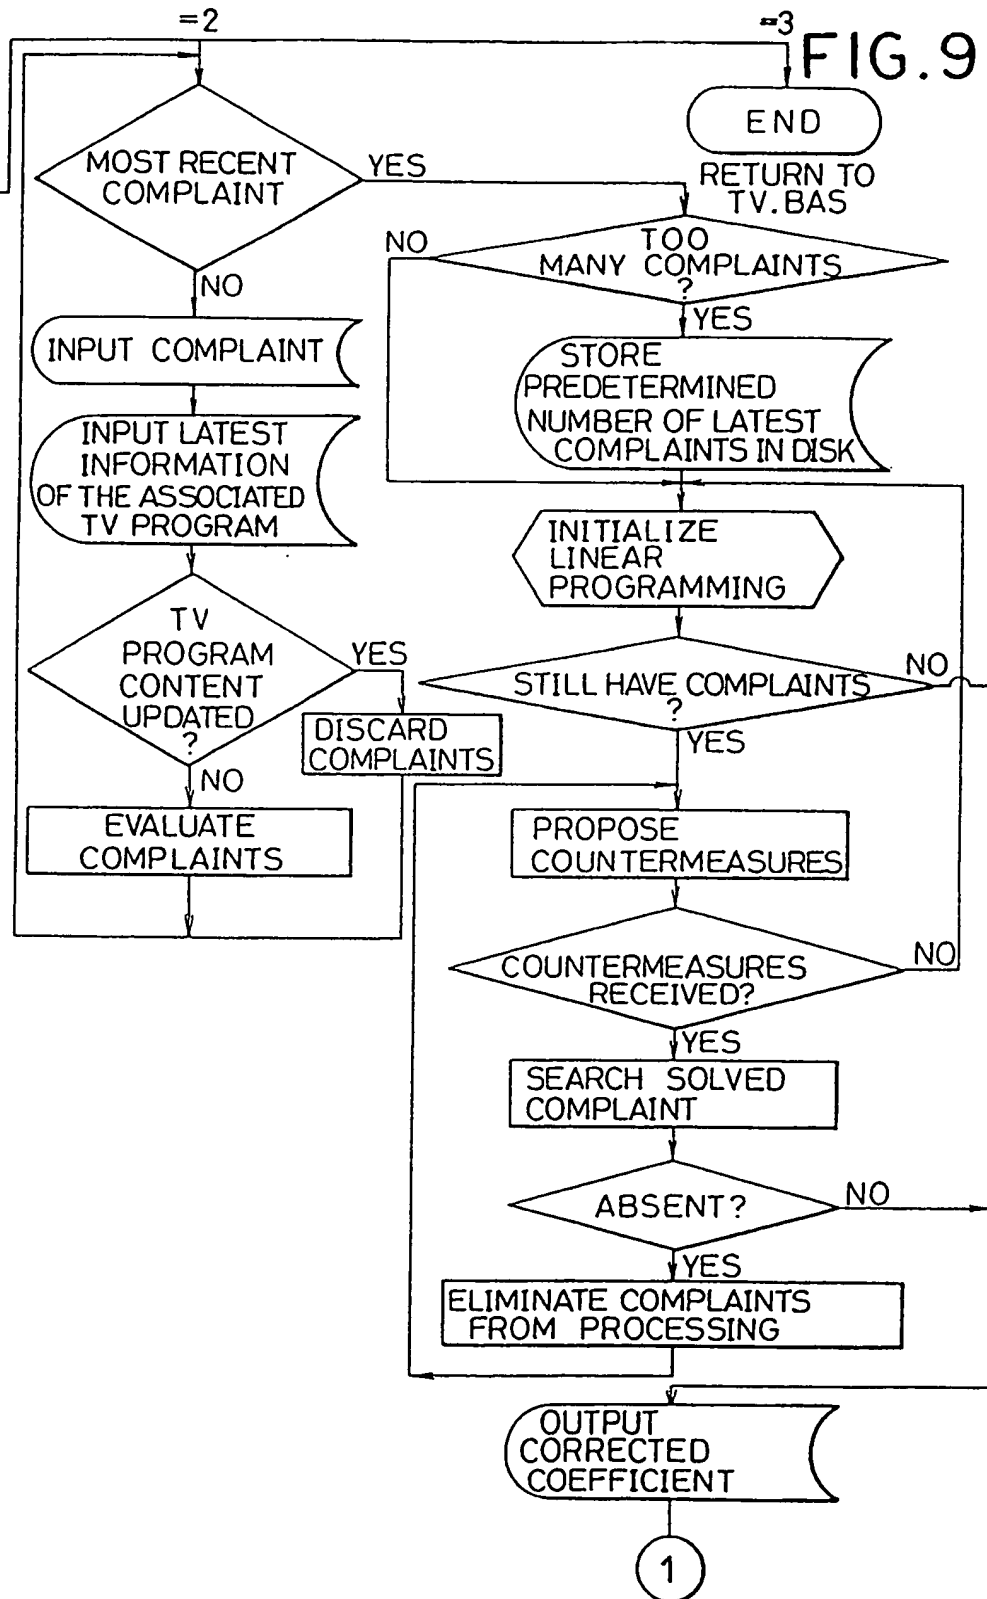 =2
=3
FIG.9
END
RETURN TO
TV.BAS
MOST RECENT
COMPLAINT
YES
NO
INPUT COMPLAINT
INPUT LATEST
INFORMATION
OF THE ASSOCIATED
TV PROGRAM
TV
PROGRAM
CONTENT
UPDATED
?
YES
DISCARD
COMPLAINTS
NO
EVALUATE
COMPLAINTS
TOO
MANY COMPLAINTS
?
NO
YES
STORE
PREDETERMINED
NUMBER OF LATEST
COMPLAINTS IN DISK
INITIALIZE
LINEAR
PROGRAMMING
STILL HAVE COMPLAINTS
?
NO
YES
PROPOSE
COUNTERMEASURES
COUNTERMEASURES
RECEIVED?
NO
YES
SEARCH SOLVED
COMPLAINT
ABSENT?
NO
YES
ELIMINATE COMPLAINTS
FROM PROCESSING
OUTPUT
CORRECTED
COEFFICIENT
1